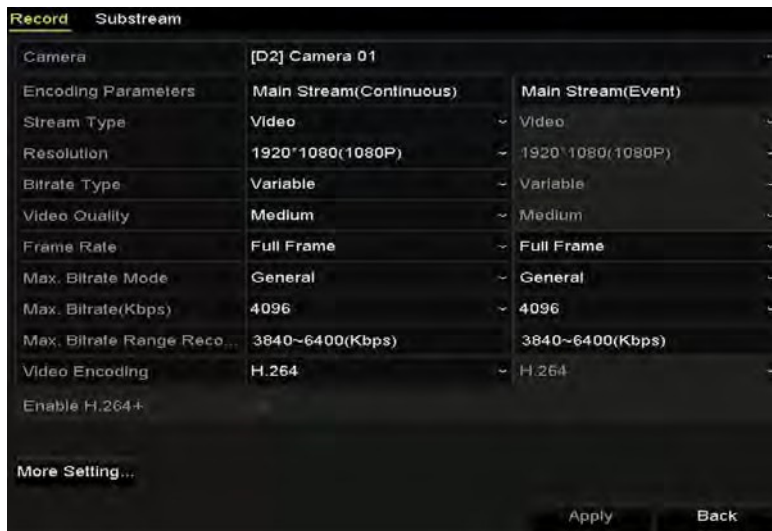 Record Substream
Camera [D2] Camera 01
Encoding Parameters Main Stream(Continuous) Main Stream(Event)
Stream Type Video Video
Resolution 1920*1080(1080P) 1920*1080(1080P)
Bitrate Type Variable Variable
Video Quality Medium Medium
Frame Rate Full Frame Full Frame
Max. Bitrate Mode General General
Max. Bitrate(Kbps) 4096 4096
Max. Bitrate Range Reco... 3840~6400(Kbps) 3840~6400(Kbps)
Video Encoding H.264 H.264
Enable H.264+
More Setting...
Apply Back